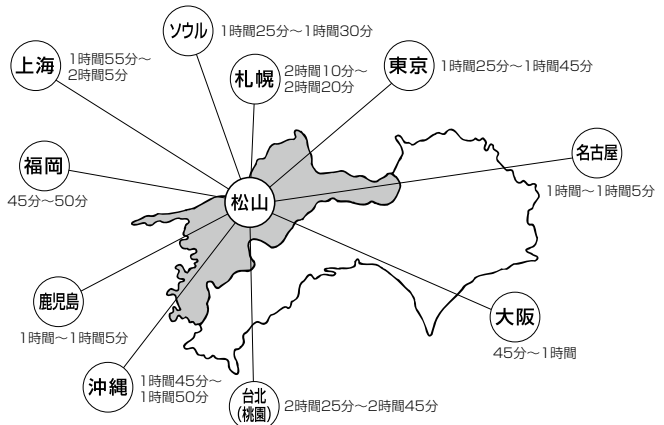 ソウル
1時間25分〜1時間30分
上海
1時間55分〜
2時間5分
札幌
2時間10分〜
2時間20分
東京
1時間25分〜1時間45分
福岡
45分〜50分
名古屋
1時間〜1時間5分
松山
鹿児島
1時間〜1時間5分
大阪
45分〜1時間
沖縄
1時間45分〜
1時間50分
台北
(桃園)
2時間25分〜2時間45分